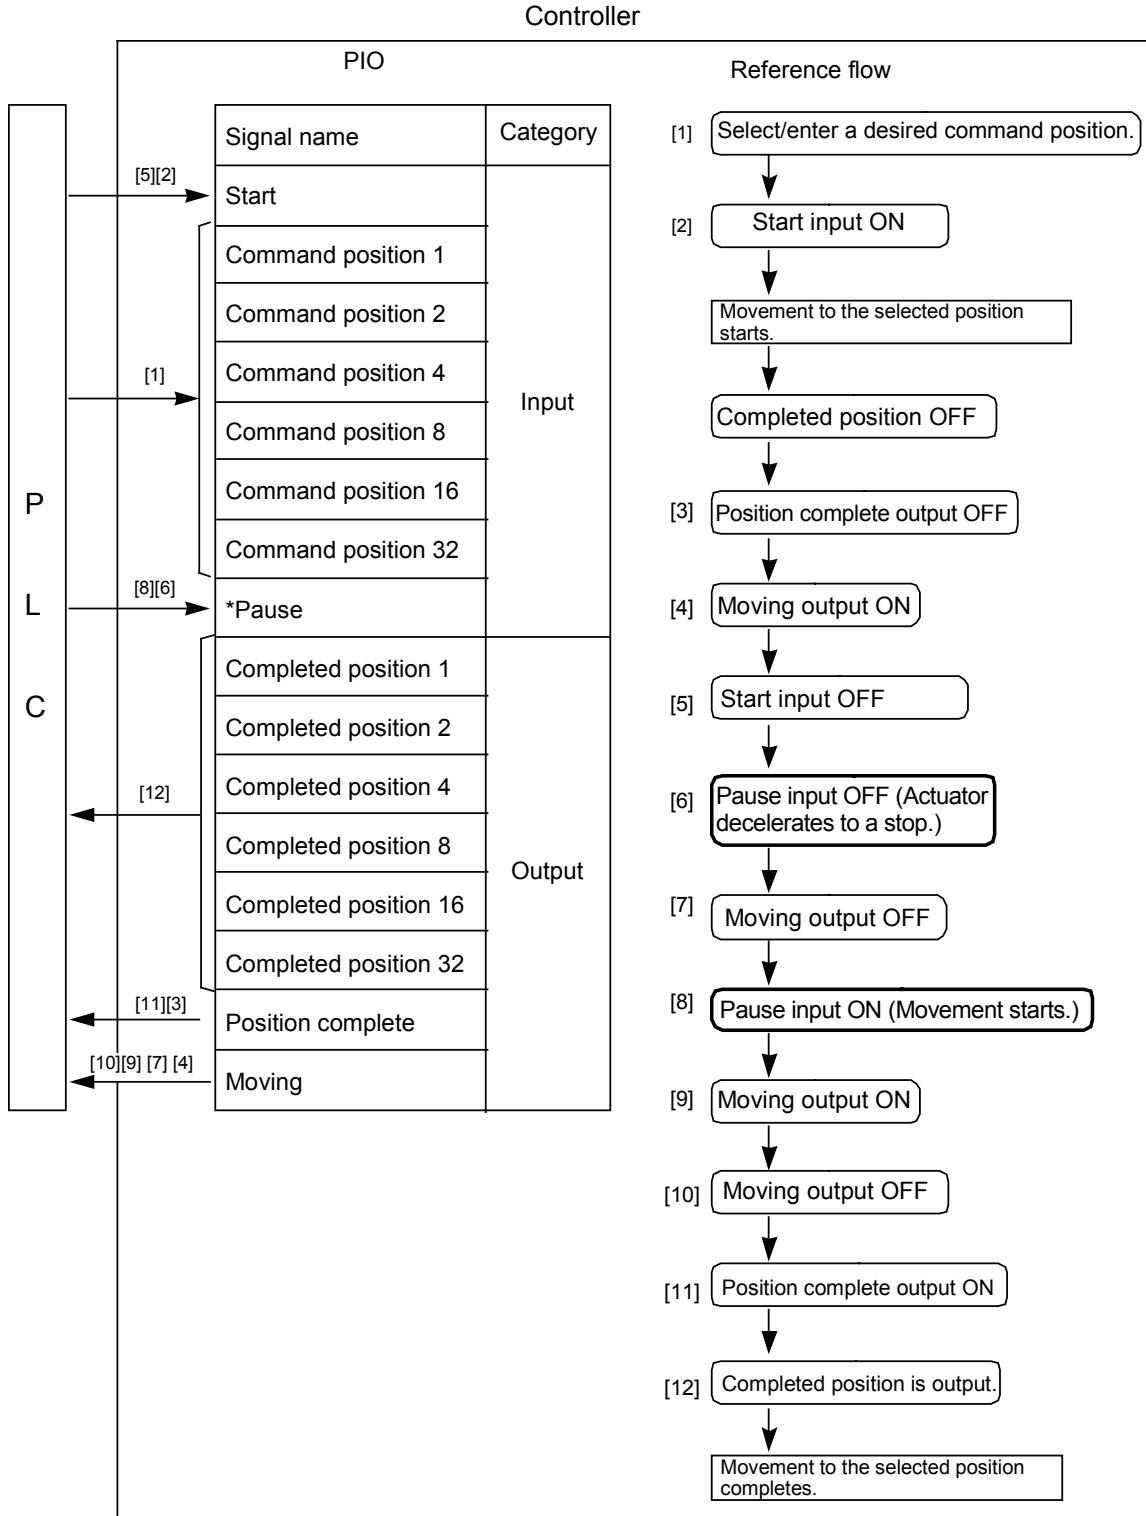 Controller
PIO
Reference flow
P
L
C
Signal name
Category
[5][2]
Start
Command position 1
Command position 2
[1]
Command position 4
Input
Command position 8
Command position 16
Command position 32
[8][6]
*Pause
Completed position 1
Completed position 2
[12]
Completed position 4
Completed position 8
Output
Completed position 16
Completed position 32
[11][3]
Position complete
[10][9] [7] [4]
Moving
[1]
Select/enter a desired command position.
[2]
Start input ON
Movement to the selected position
starts.
Completed position OFF
[3]
Position complete output OFF
[4]
Moving output ON
[5]
Start input OFF
[6]
Pause input OFF (Actuator
decelerates to a stop.)
[7]
Moving output OFF
[8]
Pause input ON (Movement starts.)
[9]
Moving output ON
[10]
Moving output OFF
[11]
Position complete output ON
[12]
Completed position is output.
Movement to the selected position
completes.